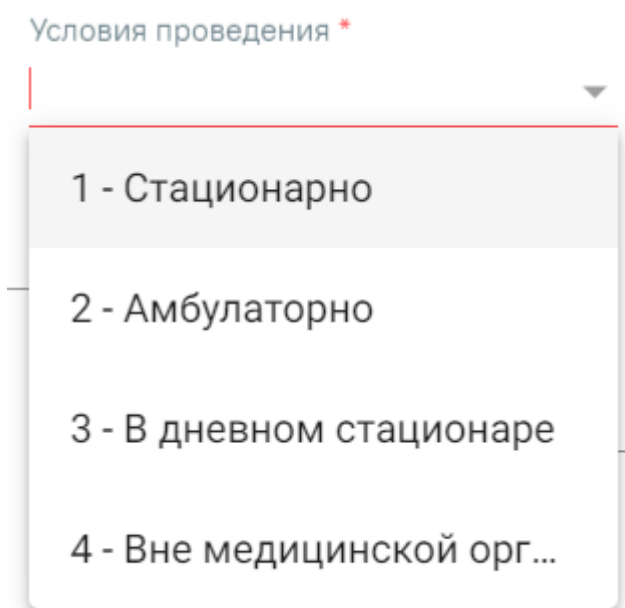 Условия проведения *
1 - Стационарно
2 - Амбулаторно
3 - В дневном стационаре
4 - Вне медицинской орг...